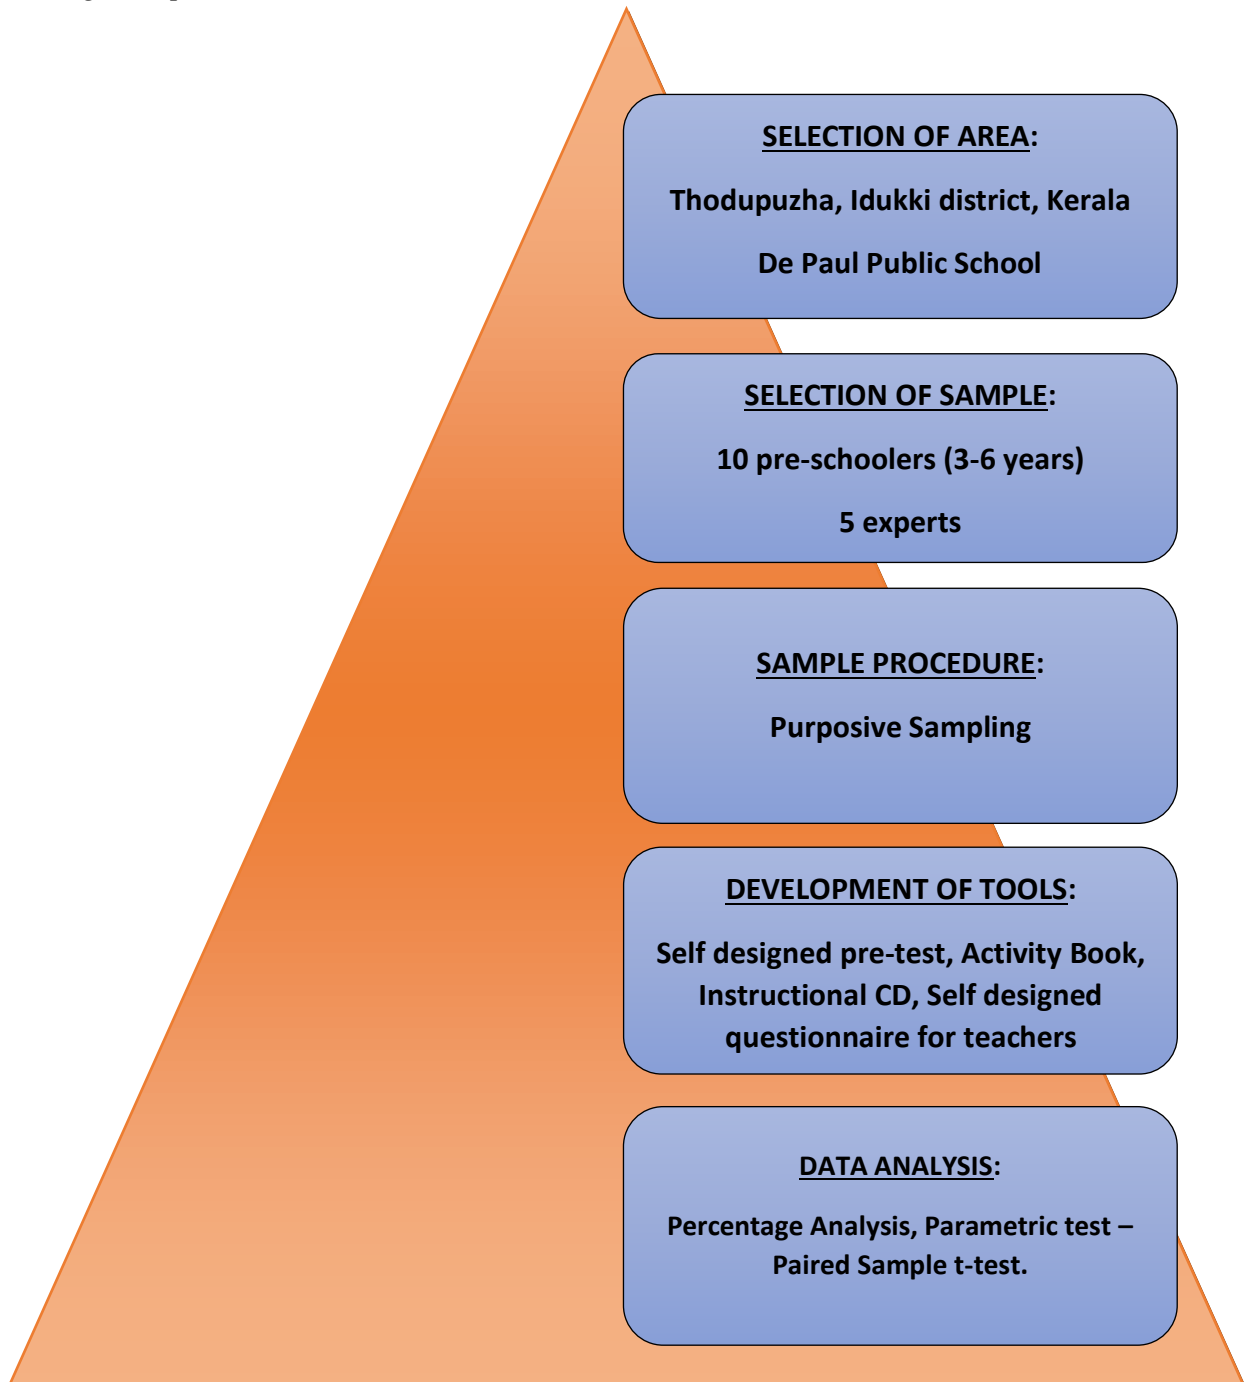 SELECTION OF AREA:
Thodupuzha, Idukki district, Kerala
De Paul Public School
SELECTION OF SAMPLE:
10 pre-schoolers (3-6 years)
5 experts
SAMPLE PROCEDURE:
Purposive Sampling
DEVELOPMENT OF TOOLS:
Self designed pre-test, Activity Book,
Instructional CD, Self designed
questionnaire for teachers
DATA ANALYSIS:
Percentage Analysis, Parametric test –
Paired Sample t-test.